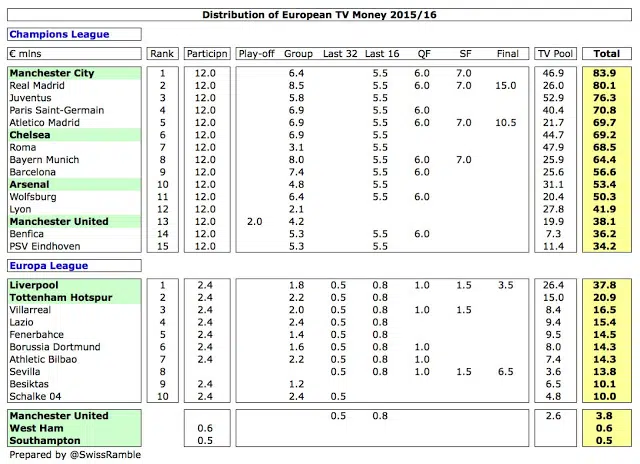 Distribution of European TV Money 2015/16
Champions League
€ mlns Rank Particpn Play-off Group Last 32 Last 16 QF SF Final TV Pool Total
Manchester City 1 12.0 6.4 5.5 6.0 7.0 46.9 83.9
Real Madrid 2 12.0 8.5 5.5 6.0 7.0 15.0 26.0 80.1
Juventus 3 12.0 5.8 5.5 52.9 76.3
Paris Saint-Germain 4 12.0 6.9 5.5 6.0 40.4 70.8
Atletico Madrid 5 12.0 6.9 5.5 6.0 7.0 10.5 21.7 69.7
Chelsea 6 12.0 6.9 5.5 44.7 69.2
Roma 7 12.0 3.1 5.5 47.9 68.5
Bayern Munich 8 12.0 8.0 5.5 6.0 7.0 25.9 64.4
Barcelona 9 12.0 7.4 5.5 6.0 25.6 56.6
Arsenal 10 12.0 4.8 5.5 31.1 53.4
Wolfsburg 11 12.0 6.4 5.5 6.0 20.4 50.3
Lyon 12 12.0 2.1 27.8 41.9
Manchester United 13 12.0 2.0 4.2 19.9 38.1
Benfica 14 12.0 5.3 5.5 6.0 7.3 36.2
PSV Eindhoven 15 12.0 5.3 5.5 11.4 34.2
Europa League
Liverpool 1 2.4 1.8 0.5 0.8 1.0 1.5 3.5 26.4 37.8
Tottenham Hotspur 2 2.4 2.2 0.5 0.8 15.0 20.9
Villarreal 3 2.4 2.0 0.5 0.8 1.0 1.5 8.4 16.5
Lazio 4 2.4 2.4 0.5 0.8 9.4 15.4
Fenerbahce 5 2.4 1.4 0.5 0.8 9.5 14.5
Borussia Dortmund 6 2.4 1.6 0.5 0.8 1.0 8.0 14.3
Athletic Bilbao 7 2.4 2.2 0.5 0.8 1.0 7.4 14.3
Sevilla 8 0.5 0.8 1.0 1.5 6.5 3.6 13.8
Besiktas 9 2.4 1.2 6.5 10.1
Schalke 04 10 2.4 2.4 0.5 4.8 10.0
Manchester United 0.5 0.8 2.6 3.8
West Ham 0.6 0.6
Southampton 0.5 0.5
Prepared by @SwissRamble